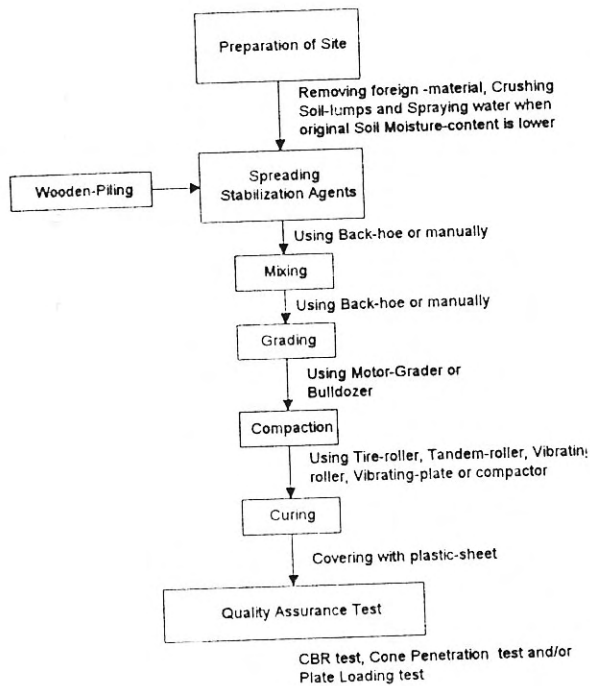 Preparation of Site
Removing foreign -material, Crushing
Soil-lumps and Spraying water when
original Soil Moisture-content is lower
Wooden-Piling
Spreading
Stabilization Agents
Using Back-hoe or manually
Mixing
Using Back-hoe or manually
Grading
Using Motor-Grader or
Bulldozer
Compaction
Using Tire-roller, Tandem-roller, Vibratin
roller, Vibrating-plate or compactor
Curing
Covering with plastic-sheet
Quality Assurance Test
CBR test, Cone Penetration test and/or
Plate Loading test